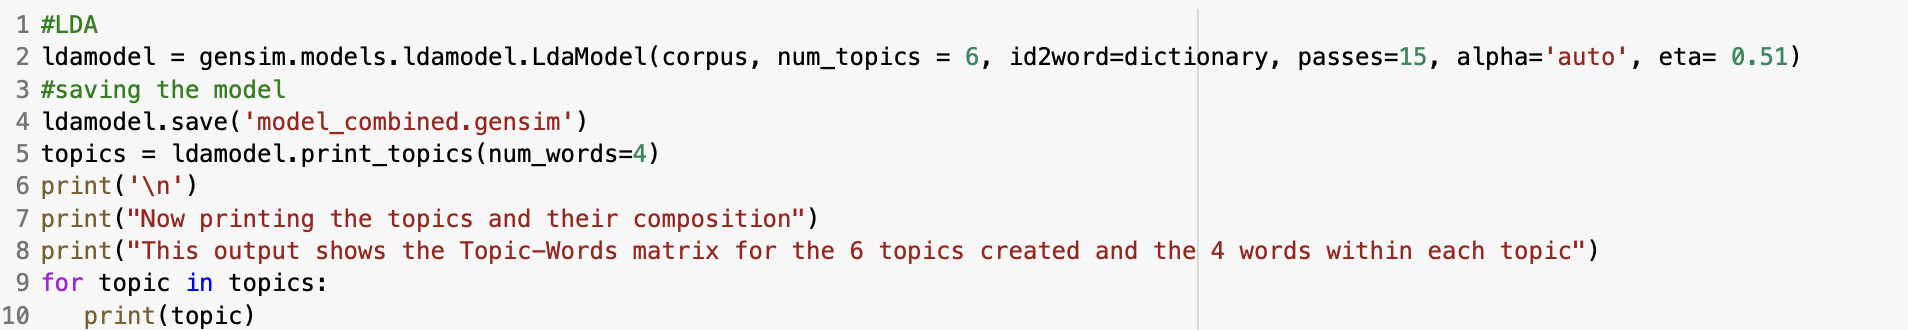 1 #LDA
2 ldamodel = gensim.models.ldamodel.LdaModel(corpus, num_topics = 6, id2word=dictionary, passes=15, alpha='auto', eta= 0.51)
3 #saving the model
4 ldamodel.save('model_combined.gensim')
5 topics = ldamodel.print_topics(num_words=4)
6 print('\n')
7 print("Now printing the topics and their composition")
8 print("This output shows the Topic-Words matrix for the 6 topics created and the 4 words within each topic")
9 for topic in topics:
10    print(topic)